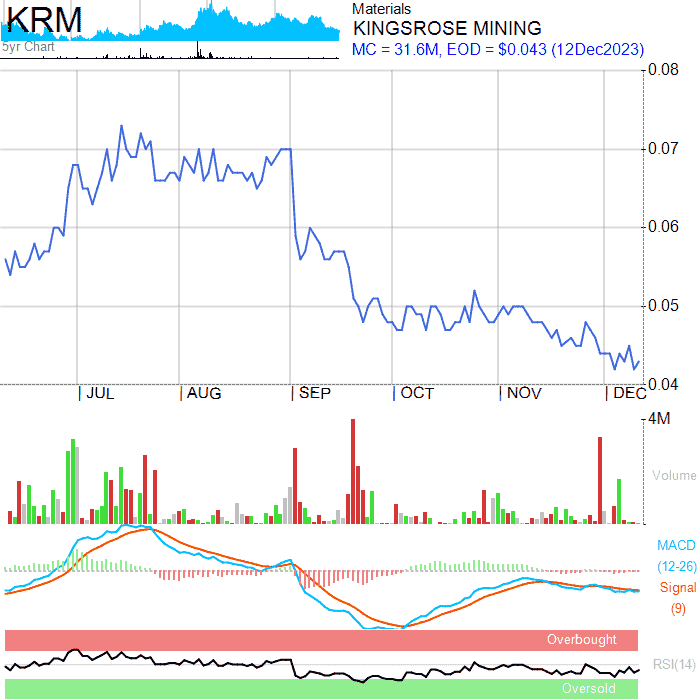 KRM
5yr Chart
Materials
KINGSROSE MINING
MC = 31.6M, EOD = $0.043 (12Dec2023)
0.08
0.07
0.06
0.05
0.04
| JUL | AUG | SEP | OCT | NOV | DEC
4M
Volume
MACD
(12-26)
Signal
(9)
Overbought
RSI(14)
Oversold